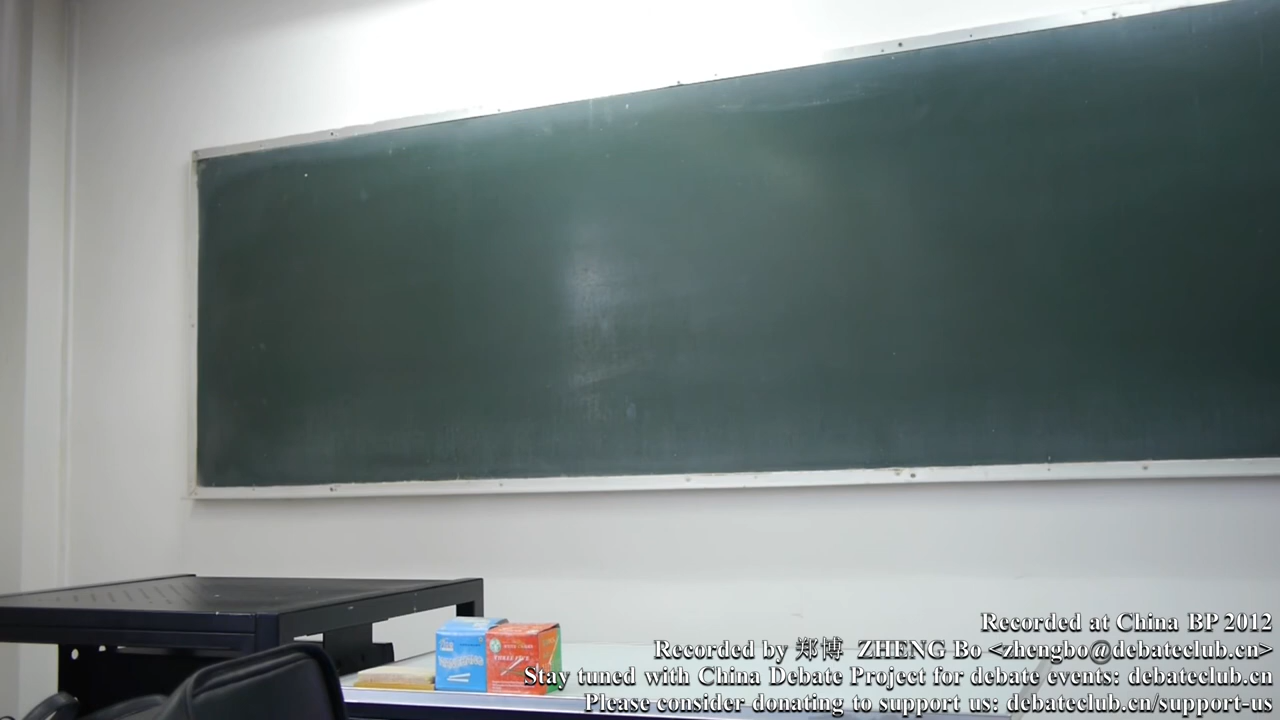 Recorded at China BP 2012
Recorded by 郑博 ZHENG Bo <zhengbo@debateclub.cn>
Stay tuned with China Debate Project for debate events: debateclub.cn
Please consider donating to support us: debateclub.cn/support-us